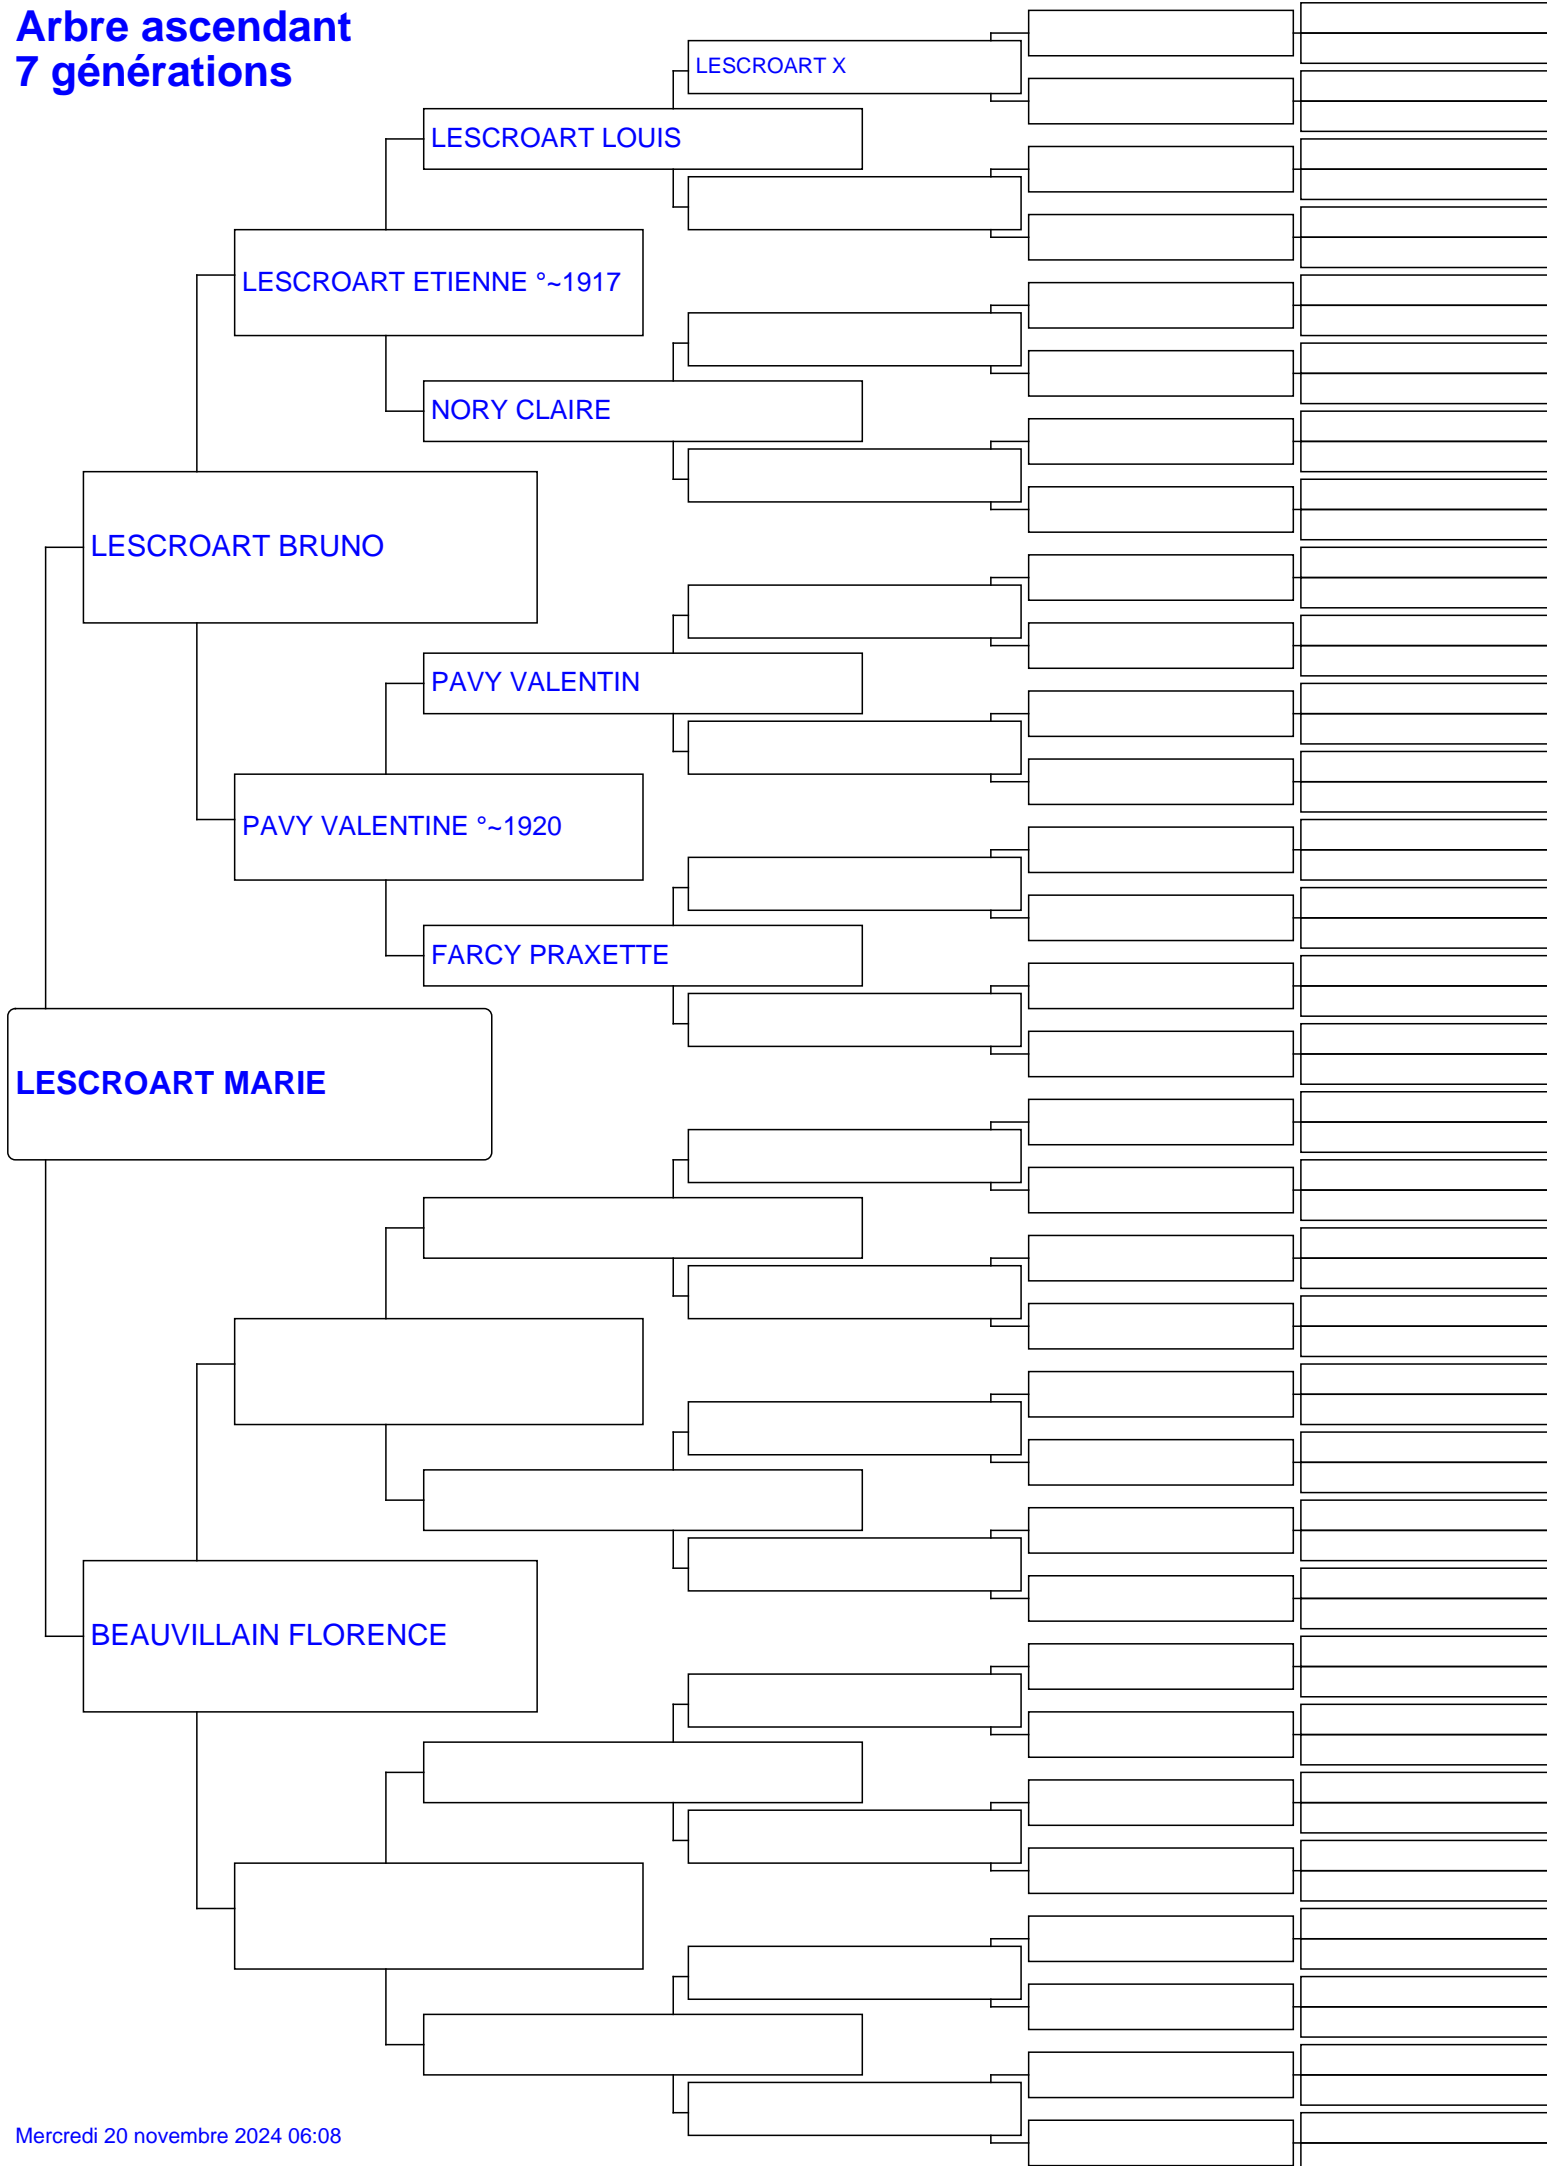 Arbre ascendant
7 générations
LESCROART X
LESCROART LOUIS
LESCROART ETIENNE °~1917
NORY CLAIRE
LESCROART BRUNO
PAVY VALENTIN
PAVY VALENTINE °~1920
FARCY PRAXETTE
LESCROART MARIE
BEAUVILLAIN FLORENCE
Mercredi 20 novembre 2024 06:08